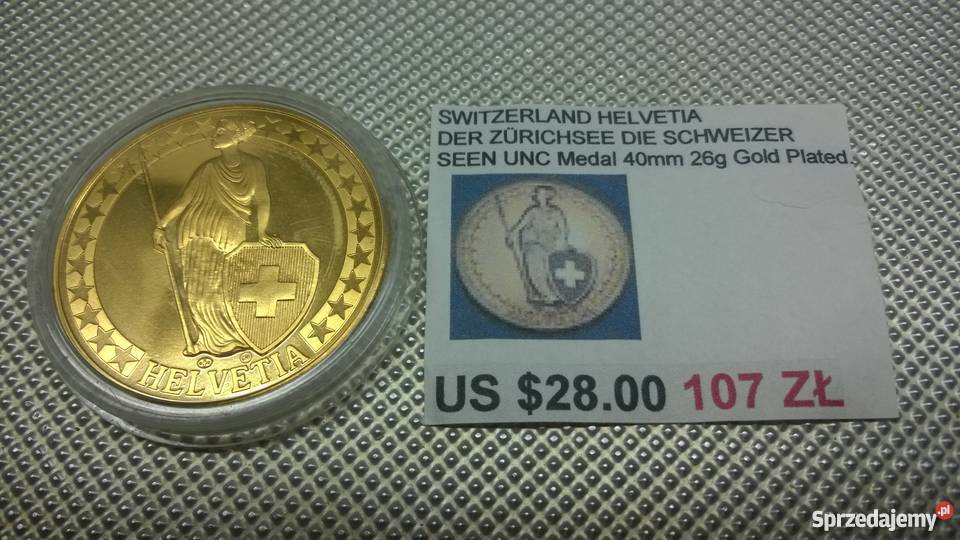 HELVETIA
SWITZERLAND HELVETIA
DER ZÜRICHSEE DIE SCHWEIZER
SEEN UNC Medal 40mm 26g Gold Plated.
US $28.00 107 ZŁ
Sprzedajemy.pl